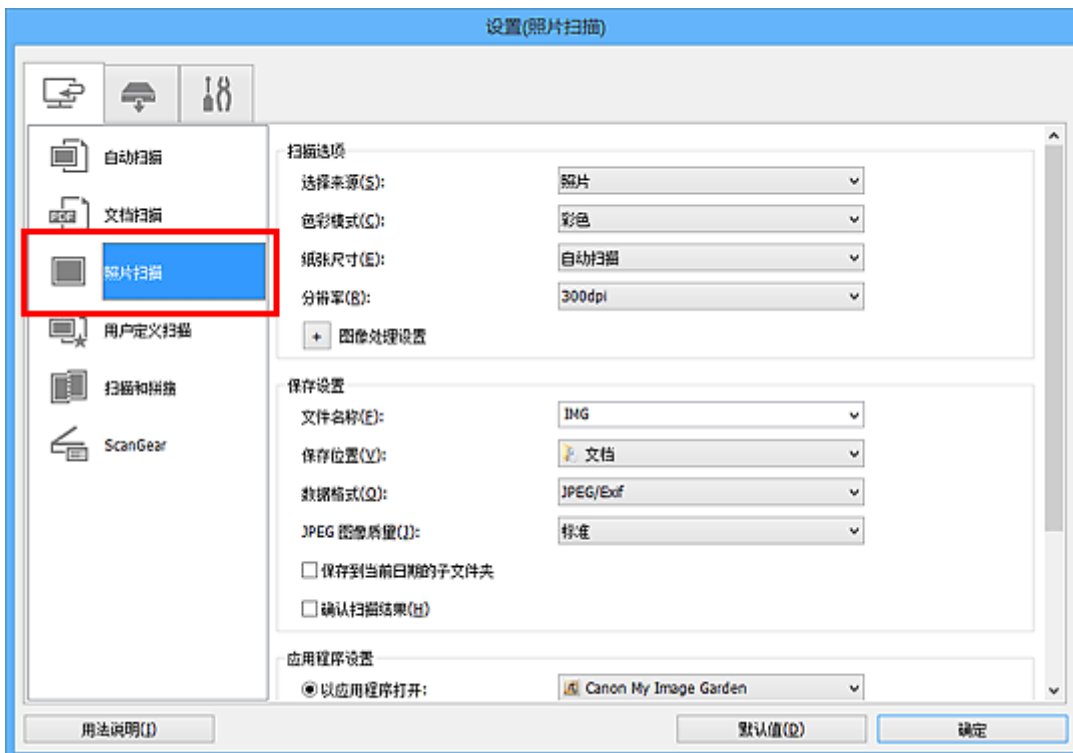 设置(照片扫描)
自动扫描
文档扫描
照片扫描
用户定义扫描
扫描和拼接
ScanGear
扫描选项
选择来源(S): 照片
色彩模式(C): 彩色
纸张尺寸(E): 自动扫描
分辨率(R): 300dpi
+ 图像处理设置
保存设置
文件名称(F): IMG
保存位置(V): 文档
数据格式(O): JPEG/Exif
JPEG 图像质量(J): 标准
保存到当前日期的子文件夹
确认扫描结果(H)
应用程序设置
以应用程序打开: Canon My Image Garden
用法说明(I) 默认值(D) 确定